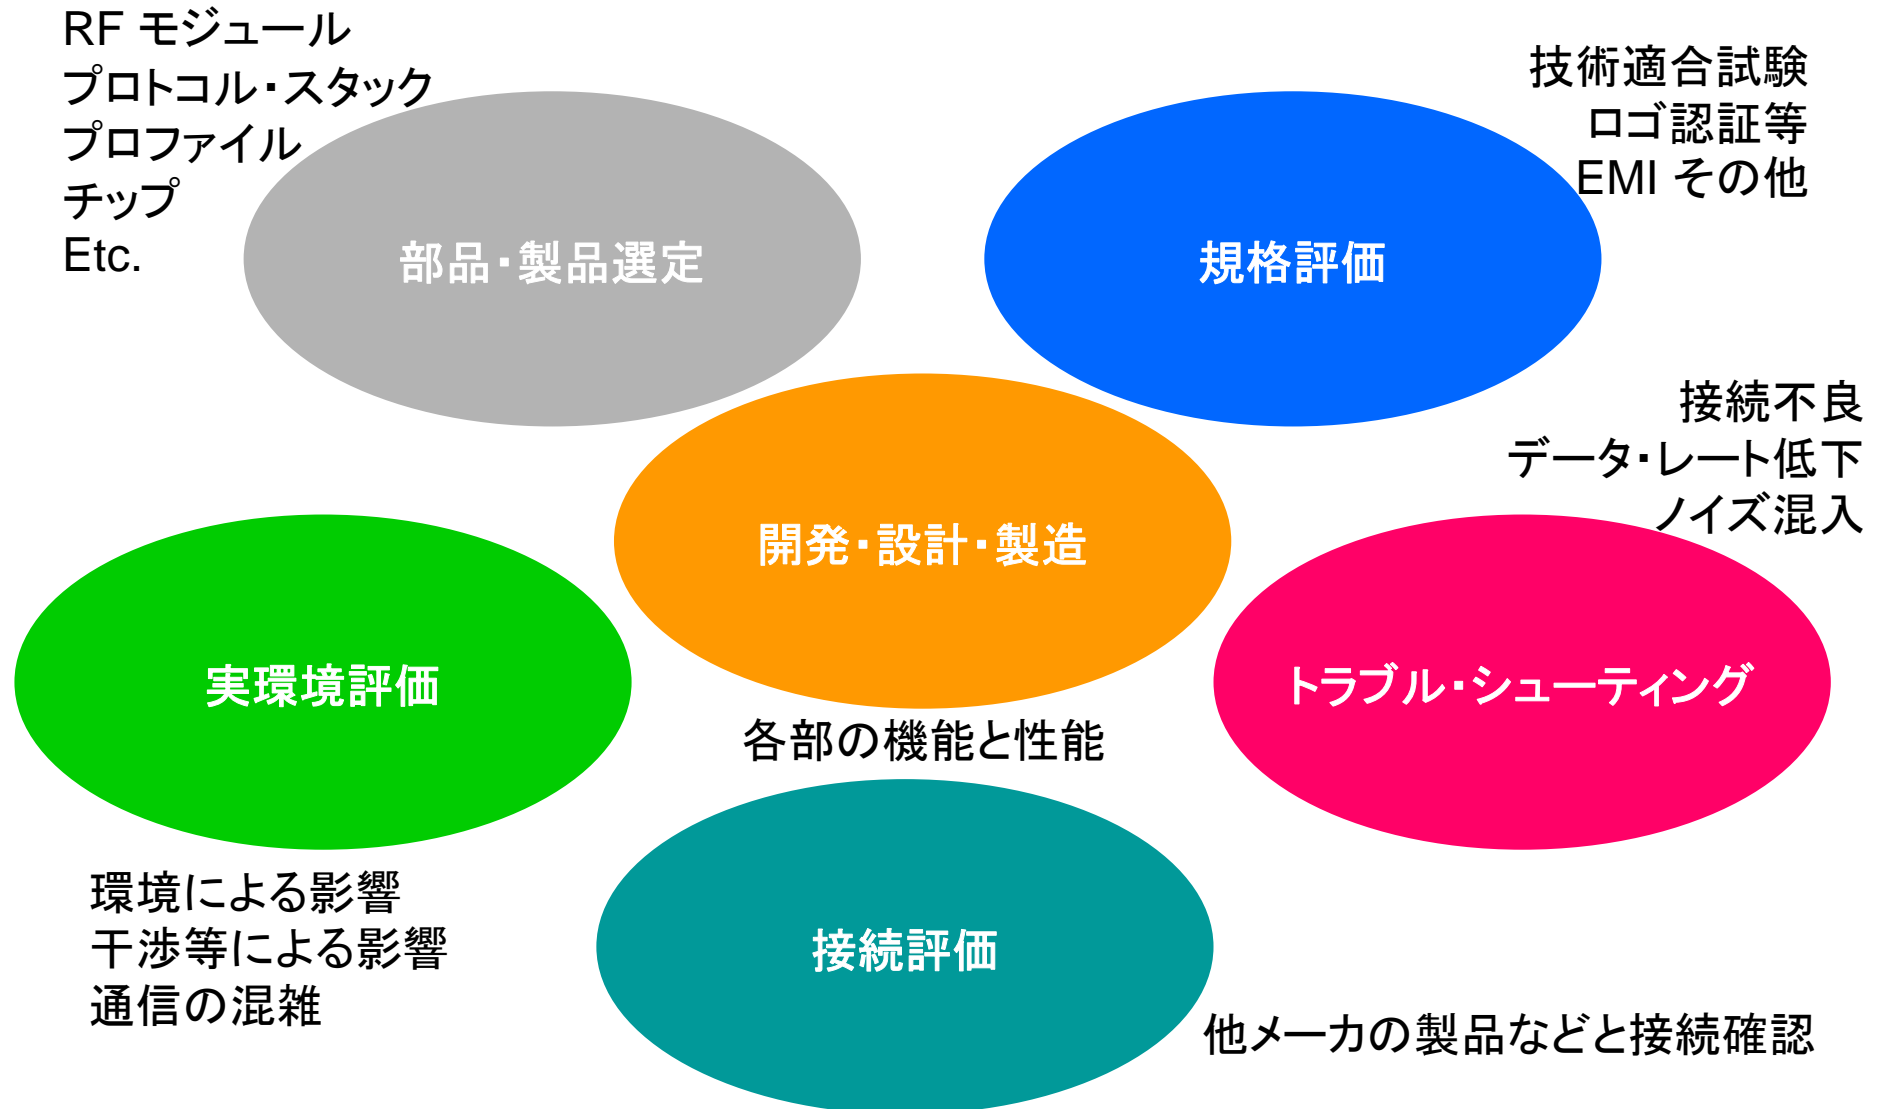 RF モジュール
プロトコル・スタック
プロファイル
チップ
Etc.
部品・製品選定
技術適合試験
ロゴ認証等
EMI その他
規格評価
接続不良
データ・レート低下
ノイズ混入
開発・設計・製造
各部の機能と性能
実環境評価
トラブル・シューティング
環境による影響
干渉等による影響
通信の混雑
接続評価
他メーカの製品などと接続確認